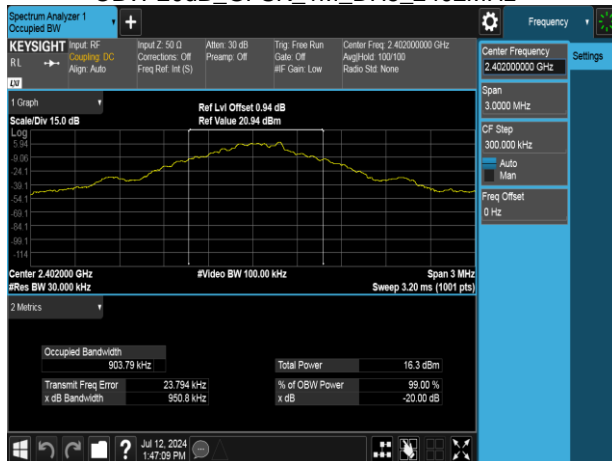 Spectrum Analyzer 1
Occupied BW
Frequency
KEYSIGHT
Input: RF
Input Z: 50 Ω
Atten: 30 dB
Trig: Free Run
Center Freq: 2.402000000 GHz
RL
Coupling: DC
Corrections: Off
Preamp: Off
Gate: Off
Avg|Hold: 100/100
Align: Auto
Freq Ref: Int (S)
#IF Gain: Low
Radio Std: None
LXI
Center Frequency
2.402000000 GHz
Settings
Span
3.0000 MHz
CF Step
300.000 kHz
Auto
Man
Freq Offset
0 Hz
1 Graph
Scale/Div 15.0 dB
Ref Lvl Offset 0.94 dB
Ref Value 20.94 dBm
Log
5.94
-9.06
-24.1
-39.1
-54.1
-69.1
-84.1
-99.1
-114
Center 2.402000 GHz
#Video BW 100.00 kHz
Span 3 MHz
#Res BW 30.000 kHz
Sweep 3.20 ms (1001 pts)
2 Metrics
Occupied Bandwidth
903.79 kHz
Total Power
16.3 dBm
Transmit Freq Error
23.794 kHz
% of OBW Power
99.00 %
x dB Bandwidth
950.8 kHz
x dB
-20.00 dB
?
Jul 12, 2024
1:47:09 PM